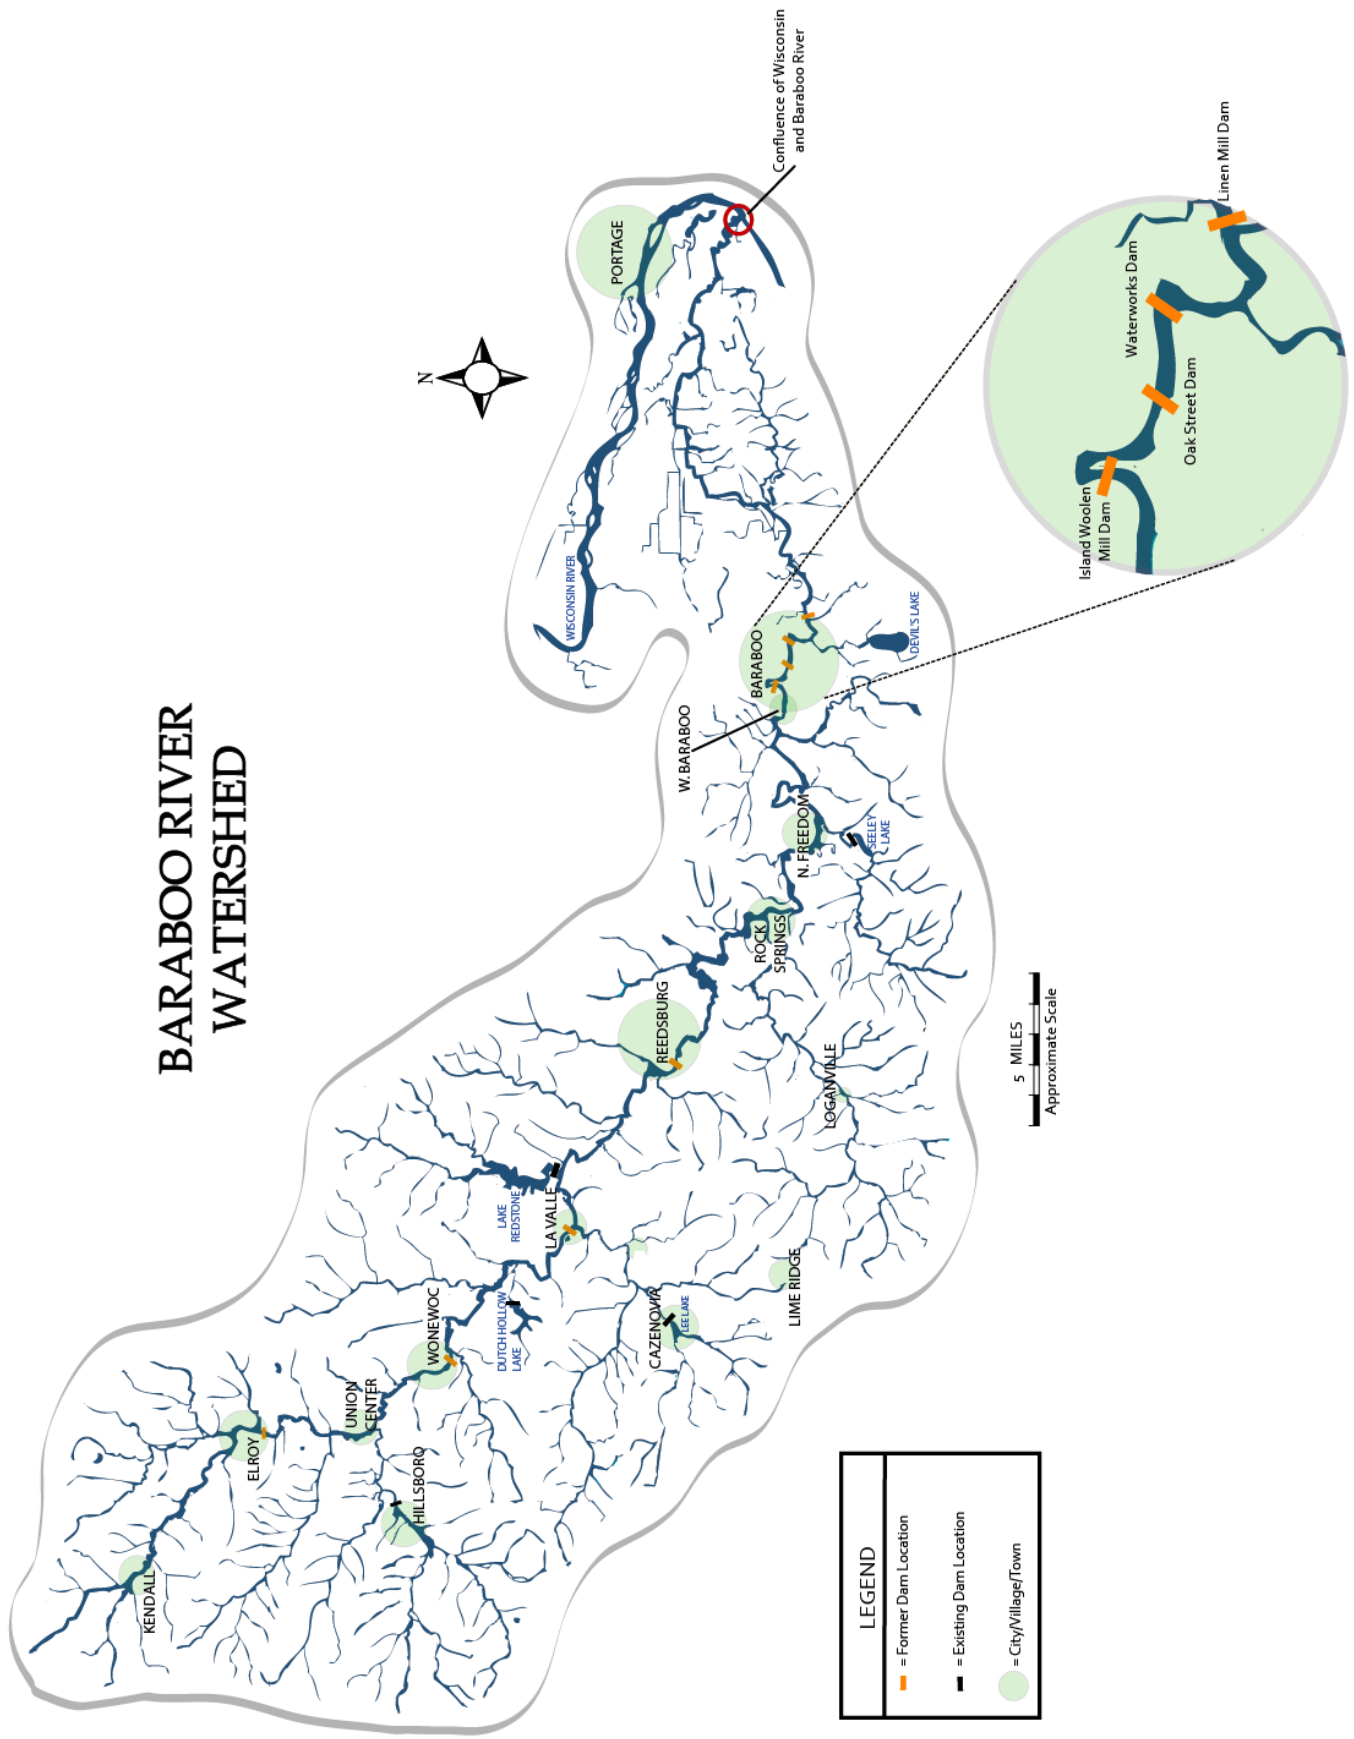 BARABOO RIVER
WATERSHED
N
KENDALL
ELROY
UNION
CENTER
HILLSBORO
WONEWOC
DUTCH HOLLOW
LAKE
LAKE
REDSTONE
LA VALLE
CAZENOVIA
LEE LAKE
LIME RIDGE
REEDSBURG
LOGANVILLE
ROCK
SPRINGS
N. FREEDOM
SEELEY
LAKE
W. BARABOO
BARABOO
DEVIL'S LAKE
WISCONSIN RIVER
PORTAGE
Confluence of Wisconsin
and Baraboo River
Island Woolen
Mill Dam
Oak Street Dam
Waterworks Dam
Linen Mill Dam
5 MILES
Approximate Scale
LEGEND
= Former Dam Location
= Existing Dam Location
= City/Village/Town